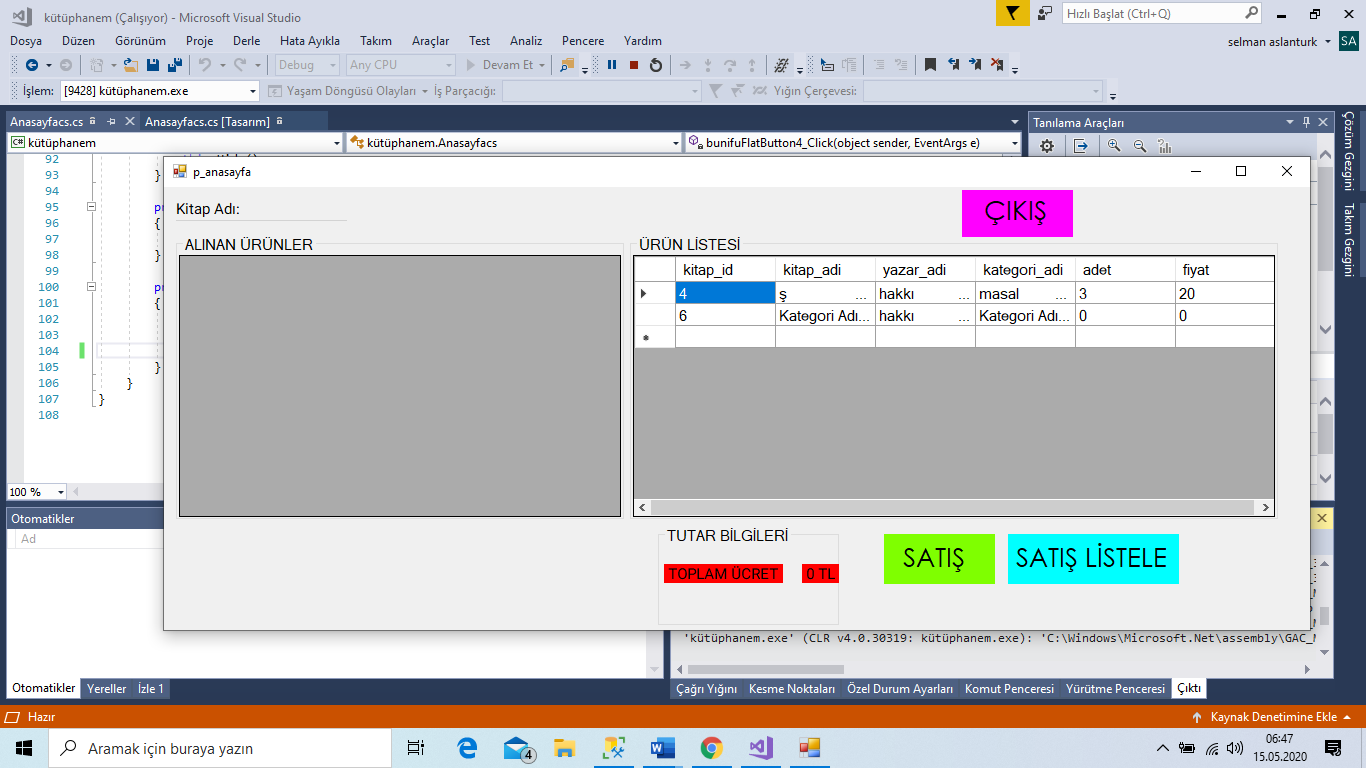 kütüphanem (Çalışıyor) - Microsoft Visual Studio
Hızlı Başlat (Ctrl+Q)
Dosya Düzen Görünüm Proje Derle Hata Ayıkla Takım Araçlar Test Analiz Pencere Yardım
selman aslanturk SA
Debug Any CPU Devam Et
İşlem: [9428] kütüphanem.exe Yaşam Döngüsü Olayları İş Parçacığı: Yığın Çerçevesi:
Anasayfacs.cs Anasayfacs.cs [Tasarım]
Tanılama Araçları
Çözüm Gezgini
Takım Gezgini
C# kütüphanem kütüphanem.Anasayfacs bunifuFlatButton4_Click(object sender, EventArgs e)
92
93 }
94
95 pr
96 {
97
98 }
99
100 pr
101 {
102
103
104
105 }
106 }
107 }
108
100 %
p_anasayfa
Kitap Adı:
ÇIKIŞ
ALINAN ÜRÜNLER
ÜRÜN LİSTESİ
kitap_id kitap_adi yazar_adi kategori_adi adet fiyat
4 ş ... hakkı ... masal ... 3 20
6 Kategori Adı... hakkı ... Kategori Adı... 0 0
TUTAR BİLGİLERİ
TOPLAM ÜCRET 0 TL
SATIŞ
SATIŞ LİSTELE
Otomatikler
Ad
'kütüphanem.exe' (CLR v4.0.30319: kütüphanem.exe): 'C:\Windows\Microsoft.Net\assembly\GAC_M
Otomatikler Yereller İzle 1
Çağrı Yığını Kesme Noktaları Özel Durum Ayarları Komut Penceresi Yürütme Penceresi Çıktı
Hazır
Kaynak Denetimine Ekle
Aramak için buraya yazın
4
06:47
15.05.2020